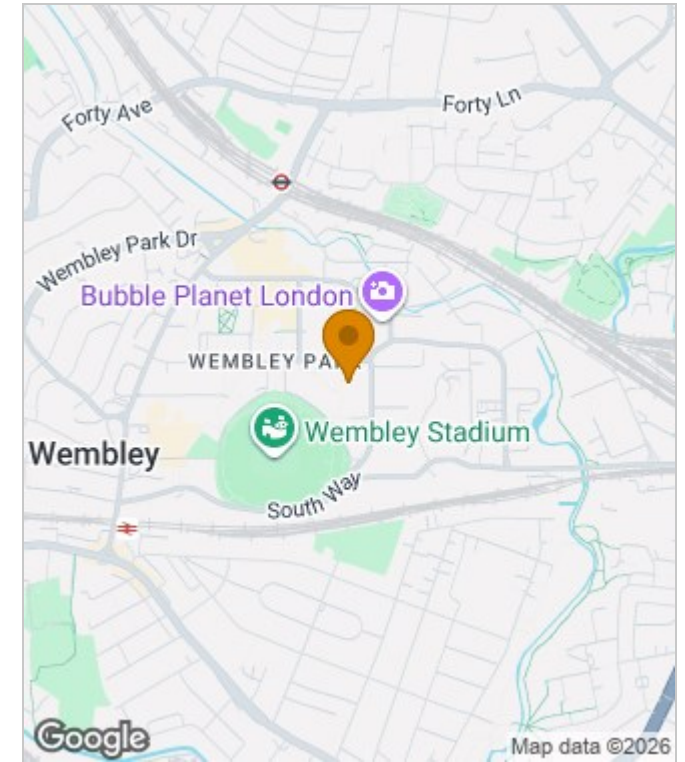 Forty Ave
Forty Ln
Wembley Park Dr
Bubble Planet London
WEMBLEY PA
Wembley Stadium
Wembley
South Way
Google
Map data ©2026